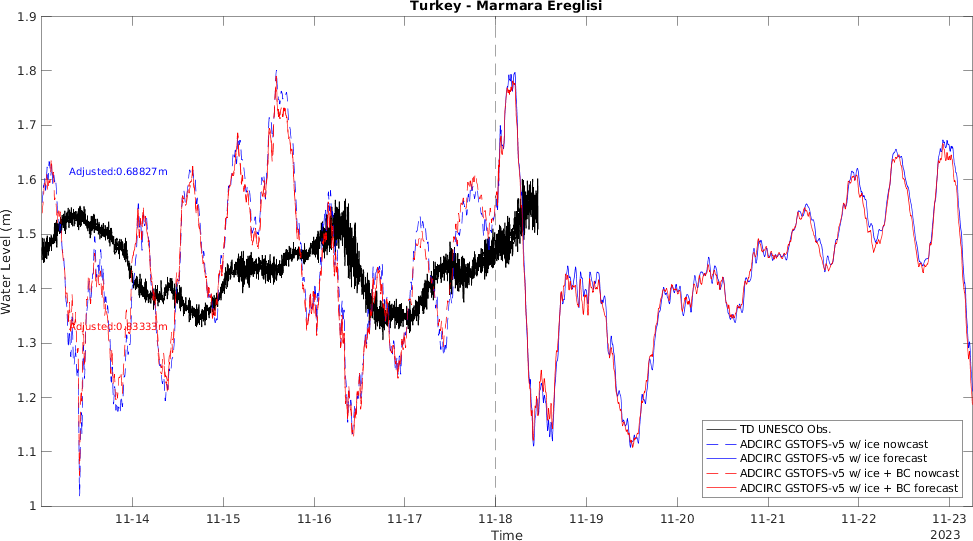 Turkey - Marmara Ereglisi
Water Level (m)
1.9
1.8
1.7
1.6
1.5
1.4
1.3
1.2
1.1
1
Adjusted:0.68827m
Adjusted:0.83333m
TD UNESCO Obs.
ADCIRC GSTOFS-v5 w/ ice nowcast
ADCIRC GSTOFS-v5 w/ ice forecast
ADCIRC GSTOFS-v5 w/ ice + BC nowcast
ADCIRC GSTOFS-v5 w/ ice + BC forecast
11-14 11-15 11-16 11-17 11-18 11-19 11-20 11-21 11-22 11-23
Time
2023